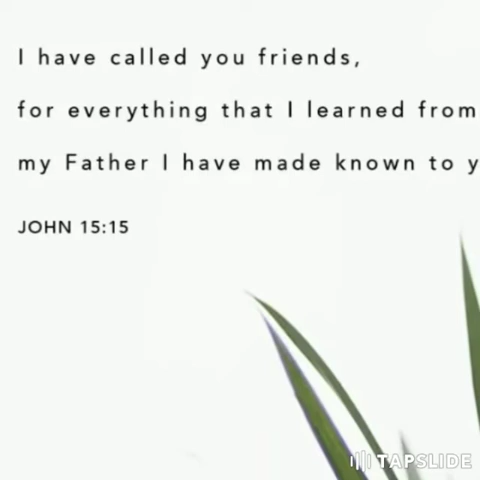 I have called you friends,
for everything that I learned from
my Father I have made known to y
JOHN 15:15
TAPSLIDE